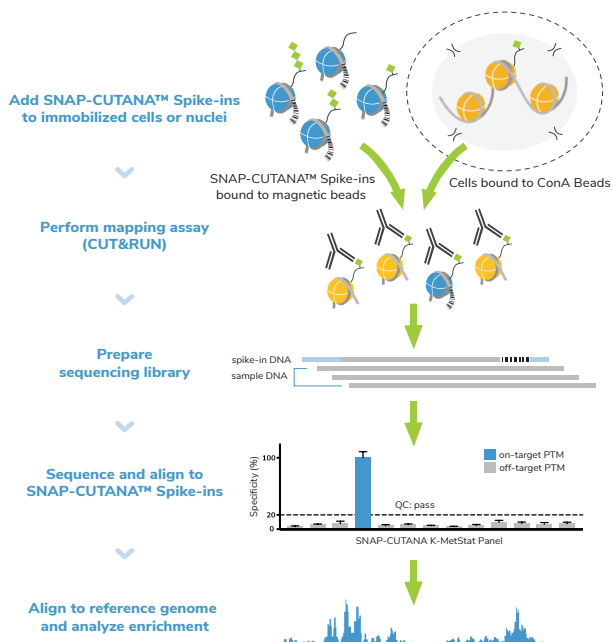 Add SNAP-CUTANA™ Spike-ins
to immobilized cells or nuclei
SNAP-CUTANA™ Spike-ins
bound to magnetic beads
Cells bound to ConA Beads
Perform mapping assay
(CUT&RUN)
Prepare
sequencing library
spike-in DNA
sample DNA
Sequence and align to
SNAP-CUTANA™ Spike-ins
Specificity (%)
100
20
0
on-target PTM
off-target PTM
QC: pass
SNAP-CUTANA K-MetStat Panel
Align to reference genome
and analyze enrichment